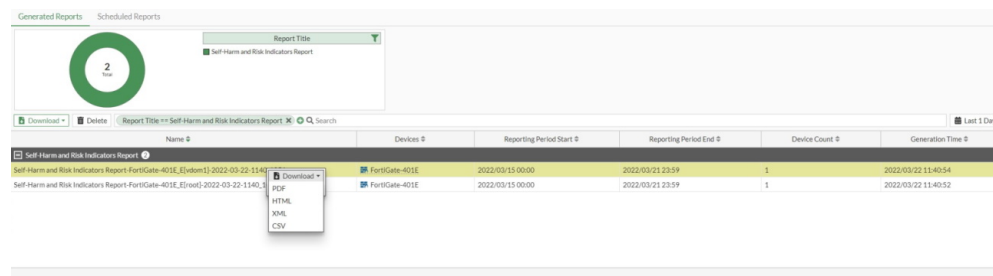 Generated Reports Scheduled Reports
Report Title
Self-Harm and Risk Indicators Report
2
Total
Download Delete Report Title == Self-Harm and Risk Indicators Report Search Last 1 Da
Name Devices Reporting Period Start Reporting Period End Device Count Generation Time
Self-Harm and Risk Indicators Report 2
Self-Harm and Risk Indicators Report-FortiGate-401E_E[vdom1]-2022-03-22-1140 FortiGate-401E 2022/03/15 00:00 2022/03/21 23:59 1 2022/03/22 11:40:54
Self-Harm and Risk Indicators Report-FortiGate-401E_E[root]-2022-03-22-1140_1 FortiGate-401E 2022/03/15 00:00 2022/03/21 23:59 1 2022/03/22 11:40:52
Download
PDF
HTML
XML
CSV